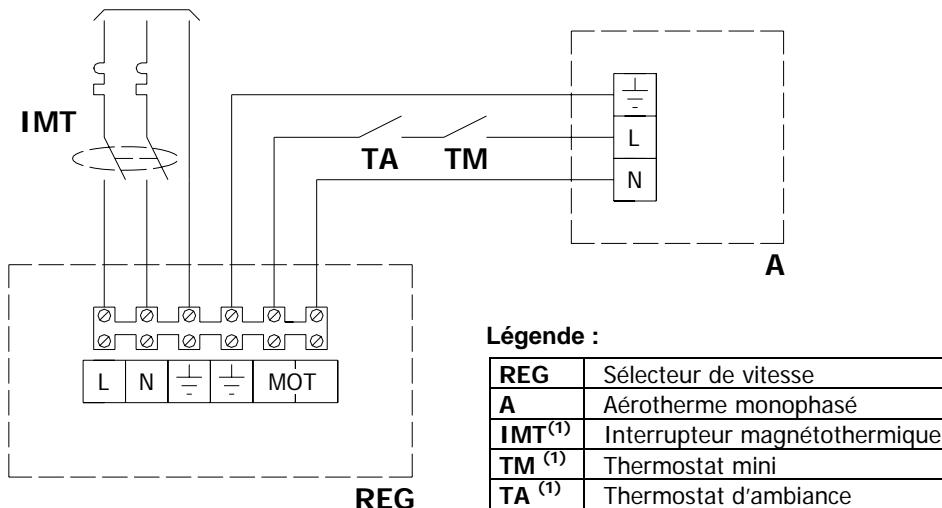 IMT
TA TM
L
N
A
L N MOT
REG
Légende :
REG Sélecteur de vitesse
A Aérotherme monophasé
IMT(1) Interrupteur magnétothermique
TM (1) Thermostat mini
TA (1) Thermostat d'ambiance